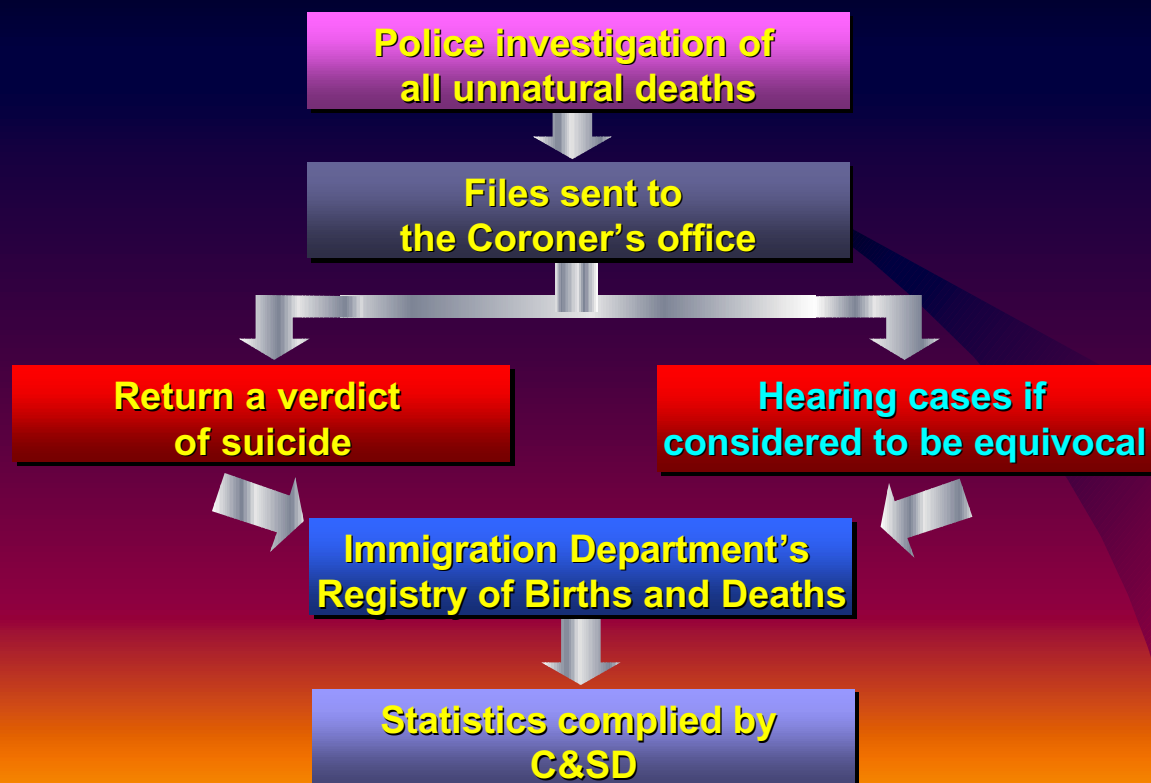 Police investigation of
all unnatural deaths
Files sent to
the Coroner’s office
Return a verdict
of suicide
Hearing cases if
considered to be equivocal
Immigration Department’s
Registry of Births and Deaths
Statistics complied by
C&SD